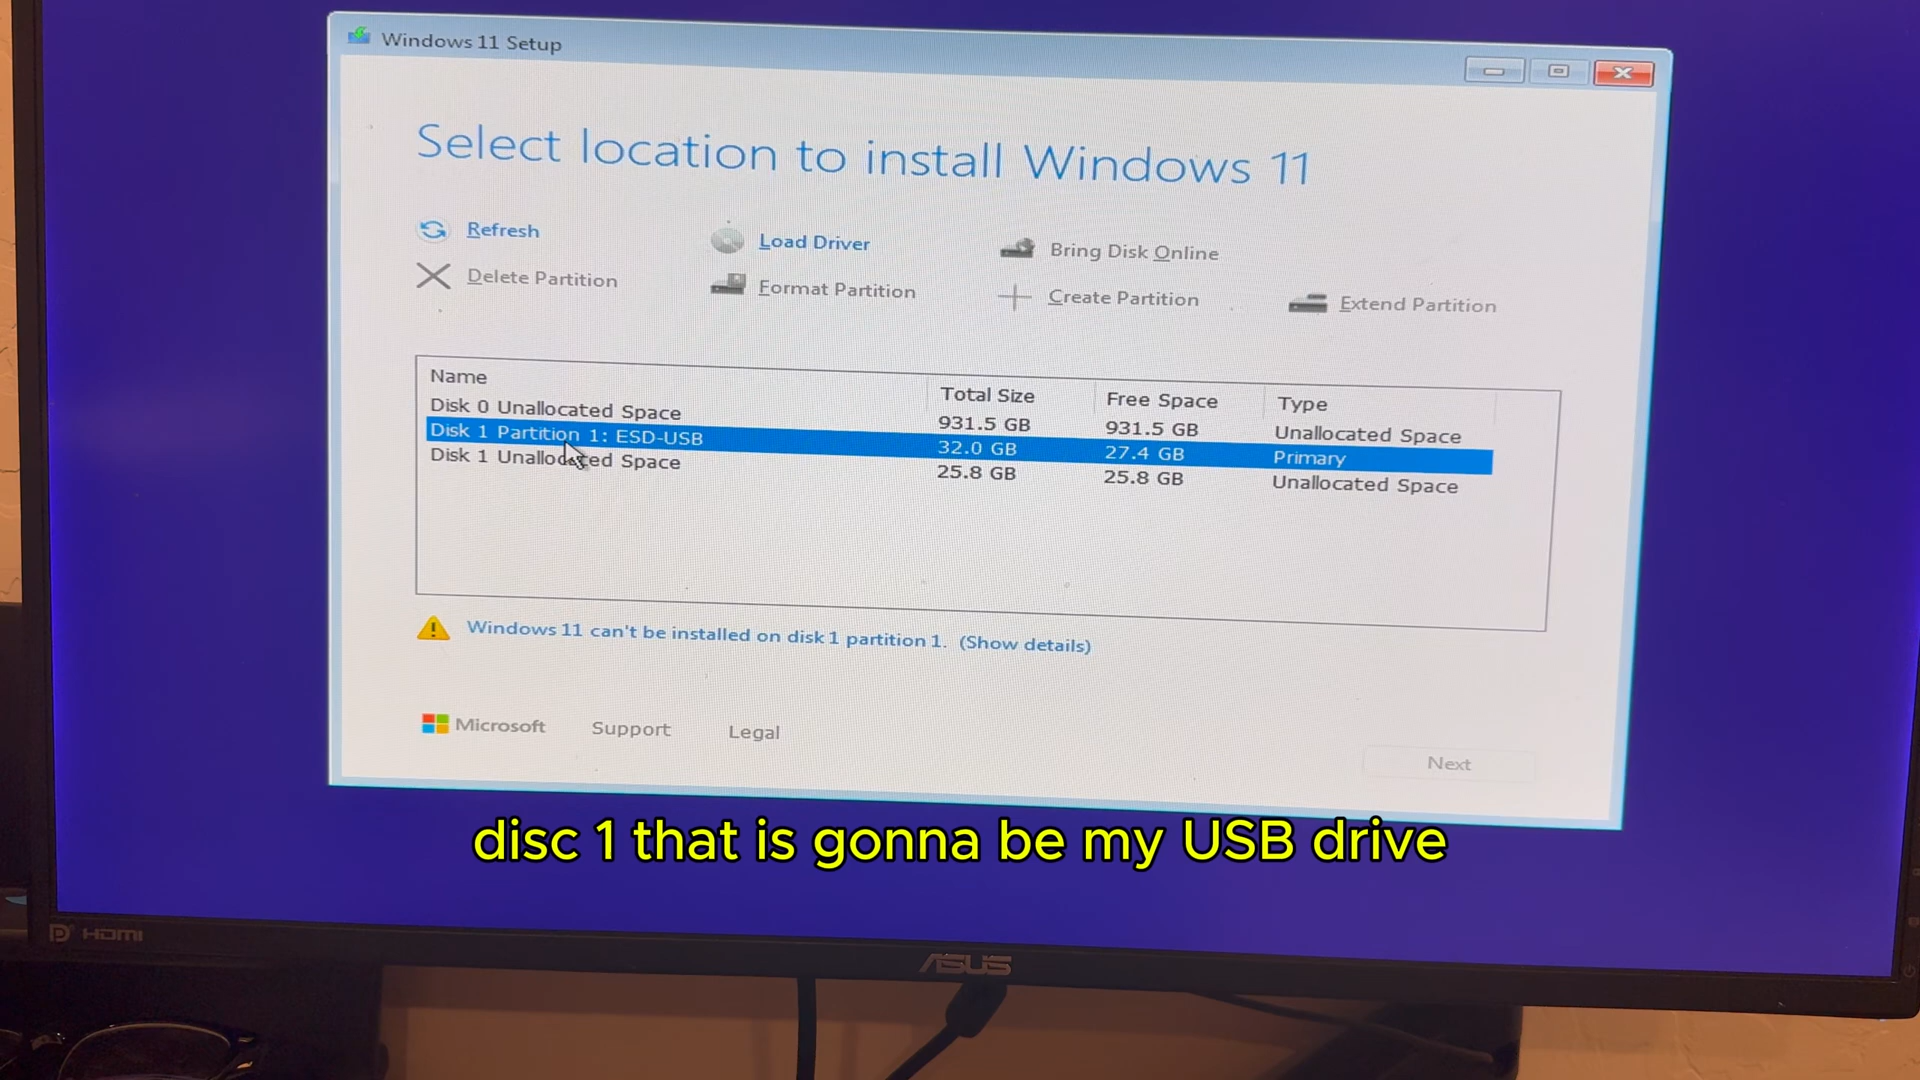 Windows 11 Setup
Select location to install Windows 11
Refresh
Load Driver
Bring Disk Online
Delete Partition
Format Partition
Create Partition
Extend Partition
Name Total Size Free Space Type
Disk 0 Unallocated Space 931.5 GB 931.5 GB Unallocated Space
Disk 1 Partition 1: ESD-USB 32.0 GB 27.4 GB Primary
Disk 1 Unallocated Space 25.8 GB 25.8 GB Unallocated Space
Windows 11 can't be installed on disk 1 partition 1. (Show details)
Microsoft Support Legal
Next
disc 1 that is gonna be my USB drive
HDMI
ASUS